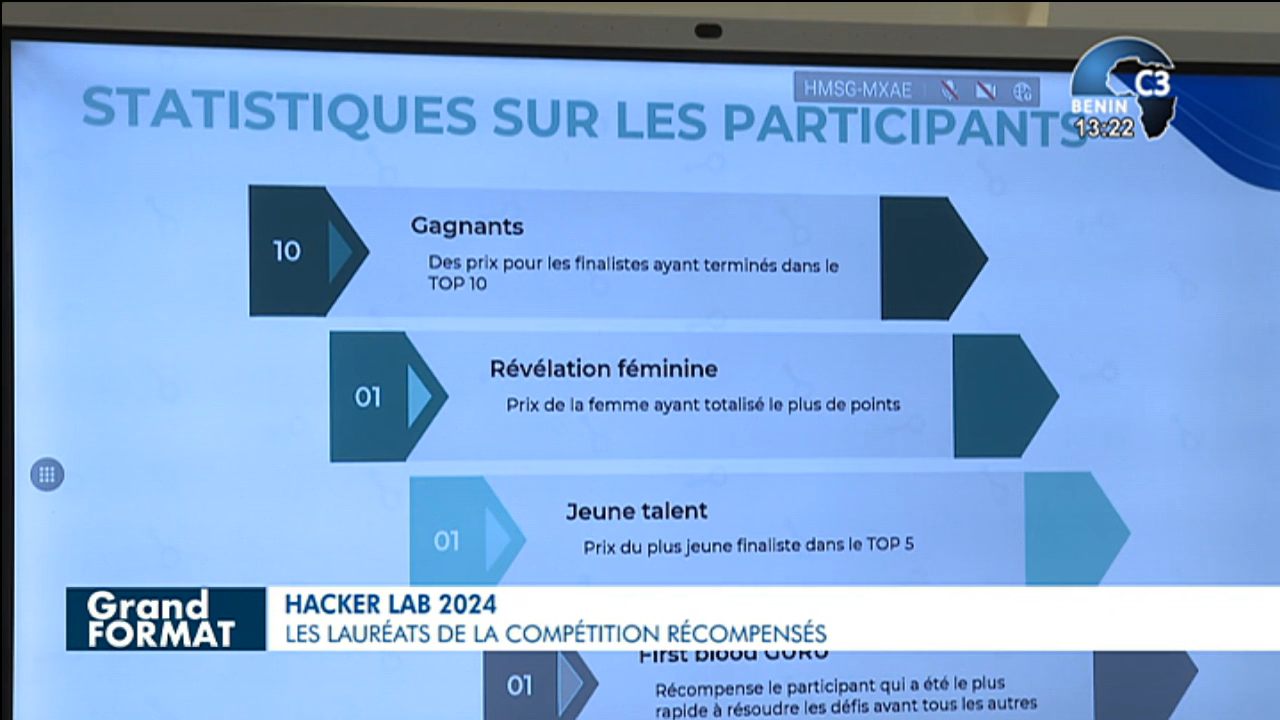 HMSG-MXAE
C3
BENIN
13:22
STATISTIQUES SUR LES PARTICIPANTS
10
Gagnants
Des prix pour les finalistes ayant terminés dans le
TOP 10
01
Révélation féminine
Prix de la femme ayant totalisé le plus de points
01
Jeune talent
Prix du plus jeune finaliste dans le TOP 5
Grand
FORMAT
HACKER LAB 2024
LES LAURÉATS DE LA COMPÉTITION RÉCOMPENSÉS
01
First blood GURU
Récompense le participant qui a été le plus
rapide à résoudre les défis avant tous les autres